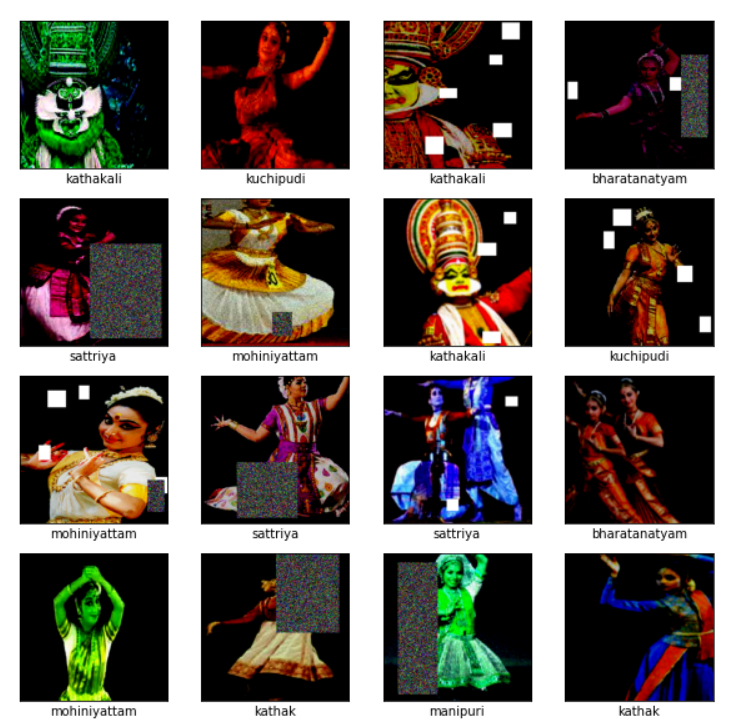 kathakali
kuchipudi
kathakali
bharatanatyam
sattriya
mohiniyattam
kathakali
kuchipudi
mohiniyattam
sattriya
sattriya
bharatanatyam
mohiniyattam
kathak
manipuri
kathak